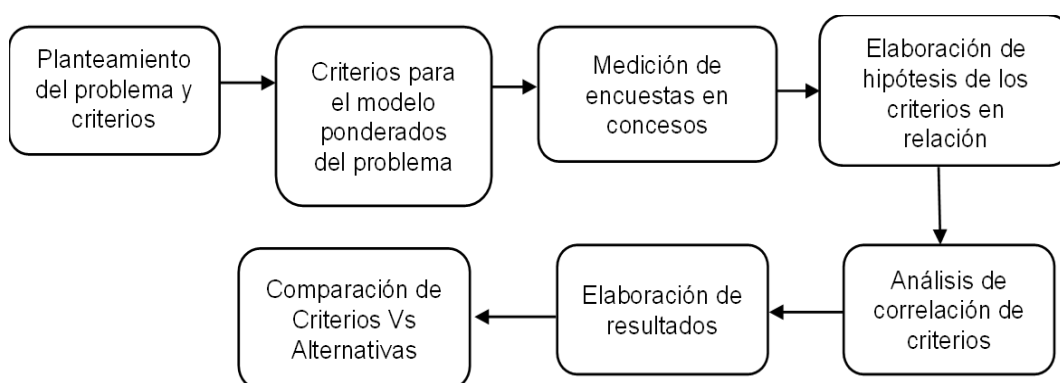 Planteamiento
del problema y
criterios
Criterios para
el modelo
ponderados
del problema
Medición de
encuestas en
concesos
Elaboración de
hipótesis de los
criterios en
relación
Análisis de
correlación de
criterios
Elaboración de
resultados
Comparación de
Criterios Vs
Alternativas